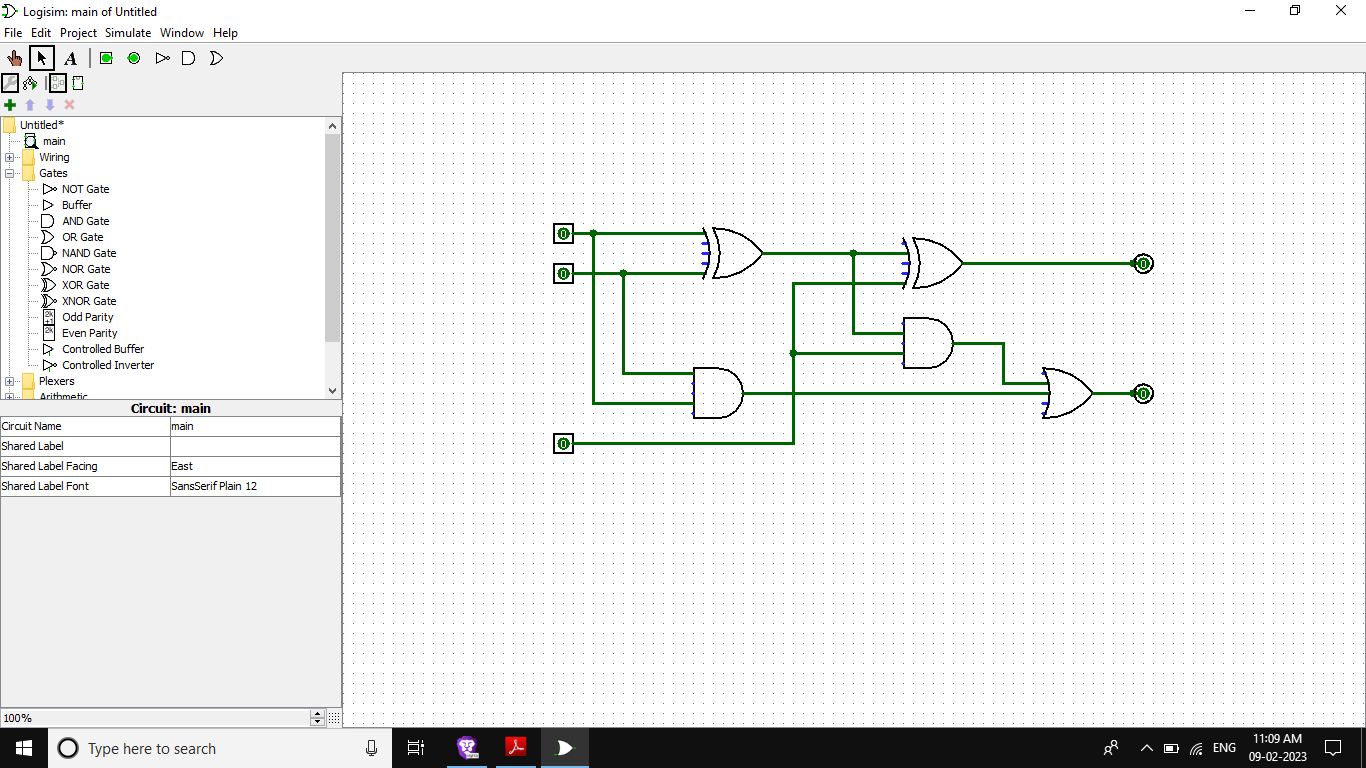 Logisim: main of Untitled
File Edit Project Simulate Window Help
A
Untitled*
main
Wiring
Gates
NOT Gate
Buffer
AND Gate
OR Gate
NAND Gate
NOR Gate
XOR Gate
XNOR Gate
Odd Parity
Even Parity
Controlled Buffer
Controlled Inverter
Plexers
Arithmetic
Circuit: main
Circuit Name main
Shared Label
Shared Label Facing East
Shared Label Font SansSerif Plain 12
100%
0
0
0
0
0
Type here to search
ENG
11:09 AM
09-02-2023